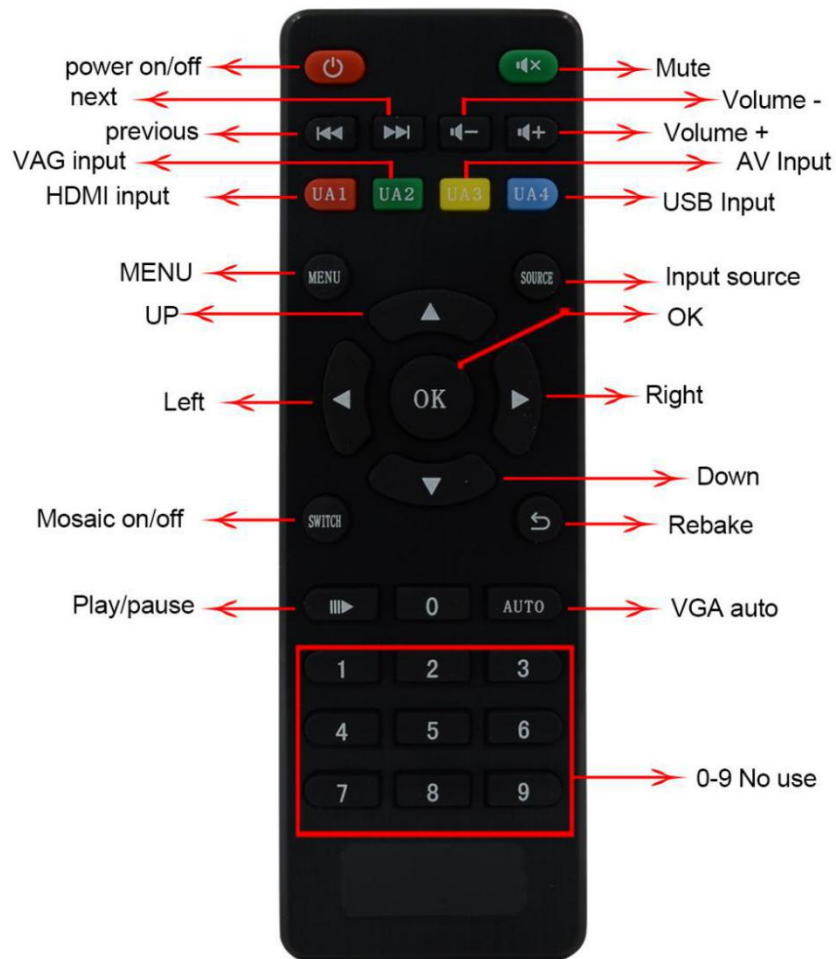 power on/off
Mute
next
Volume -
previous
Volume +
VAG input
AV Input
HDMI input
UA1 UA2 UA3 UA4
USB Input
MENU
MENU
SOURCE
Input source
UP
OK
Left
OK
Right
Down
Mosaic on/off
SWITCH
Rebake
Play/pause
0
AUTO
VGA auto
1 2 3
4 5 6
0-9 No use
7 8 9